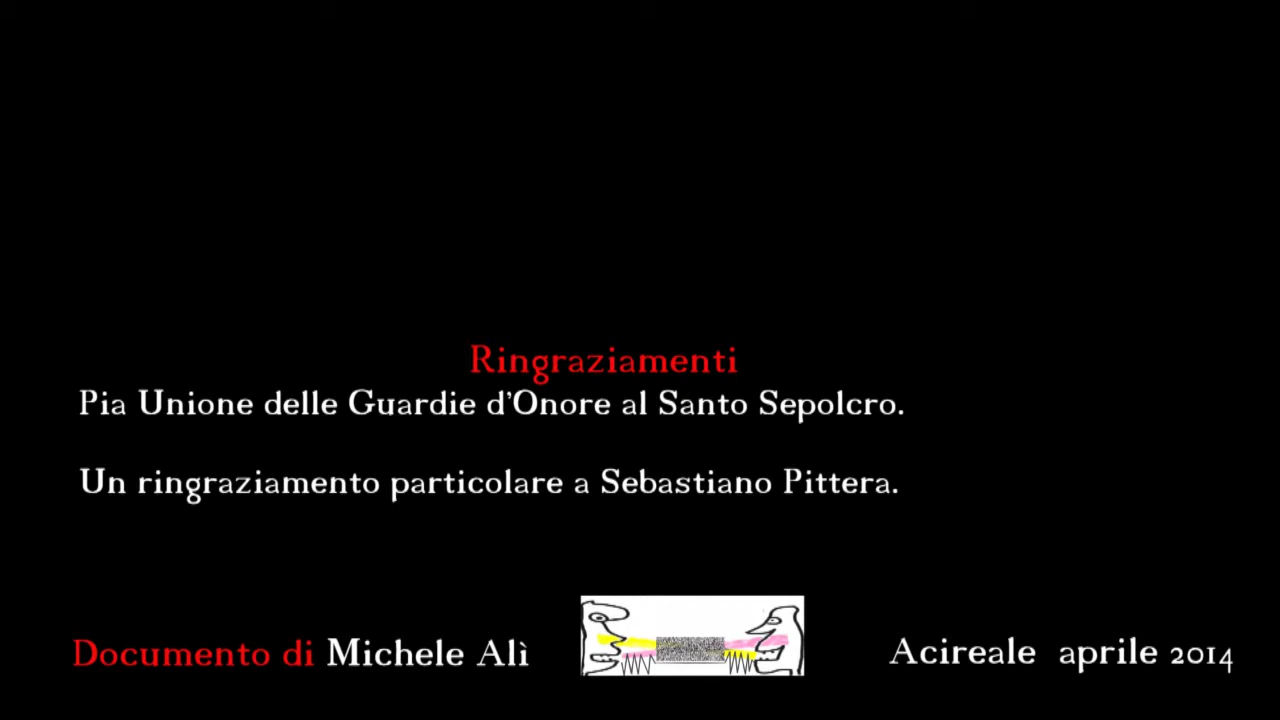 Ringraziamenti
Pia Unione delle Guardie d'Onore al Santo Sepolcro.
Un ringraziamento particolare a Sebastiano Pittera.
Documento di Michele Alì
Acireale aprile 2014